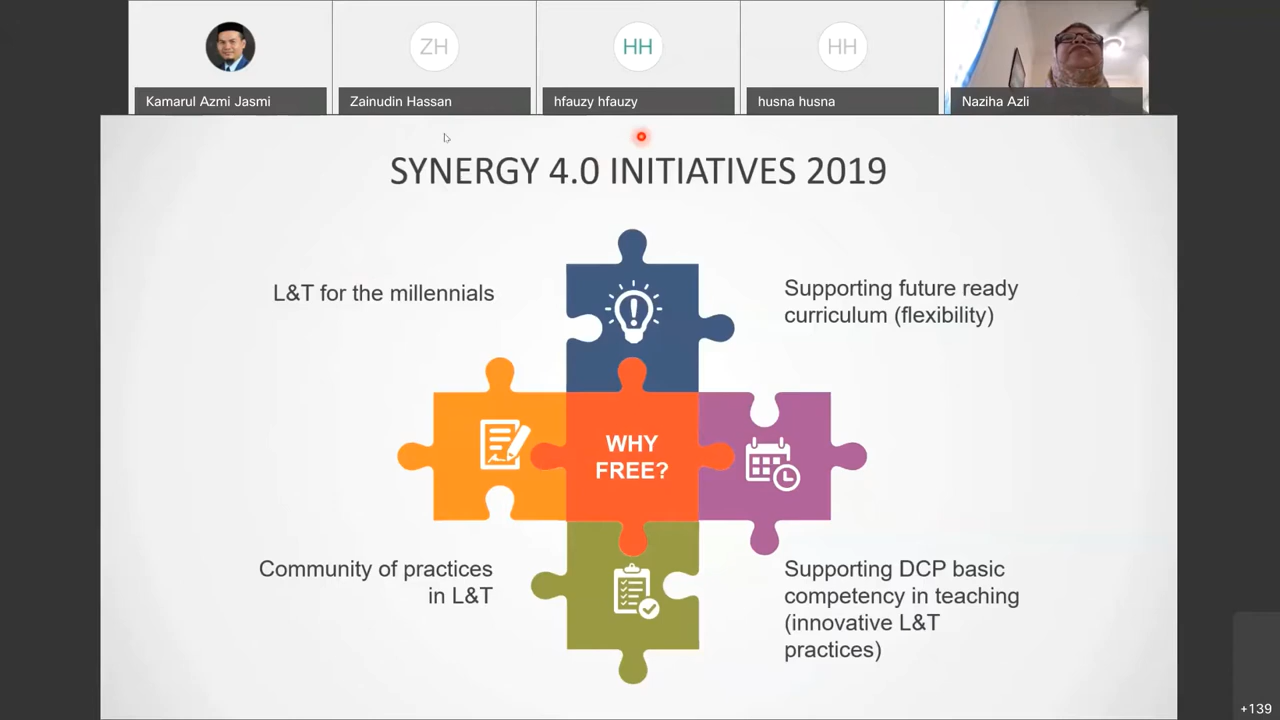 ZH
HH
HH
Kamarul Azmi Jasmi
Zainudin Hassan
hfauzy hfauzy
husna husna
Naziha Azli
SYNERGY 4.0 INITIATIVES 2019
L&T for the millennials
Supporting future ready
curriculum (flexibility)
WHY
FREE?
Community of practices
in L&T
Supporting DCP basic
competency in teaching
(innovative L&T
practices)
+139